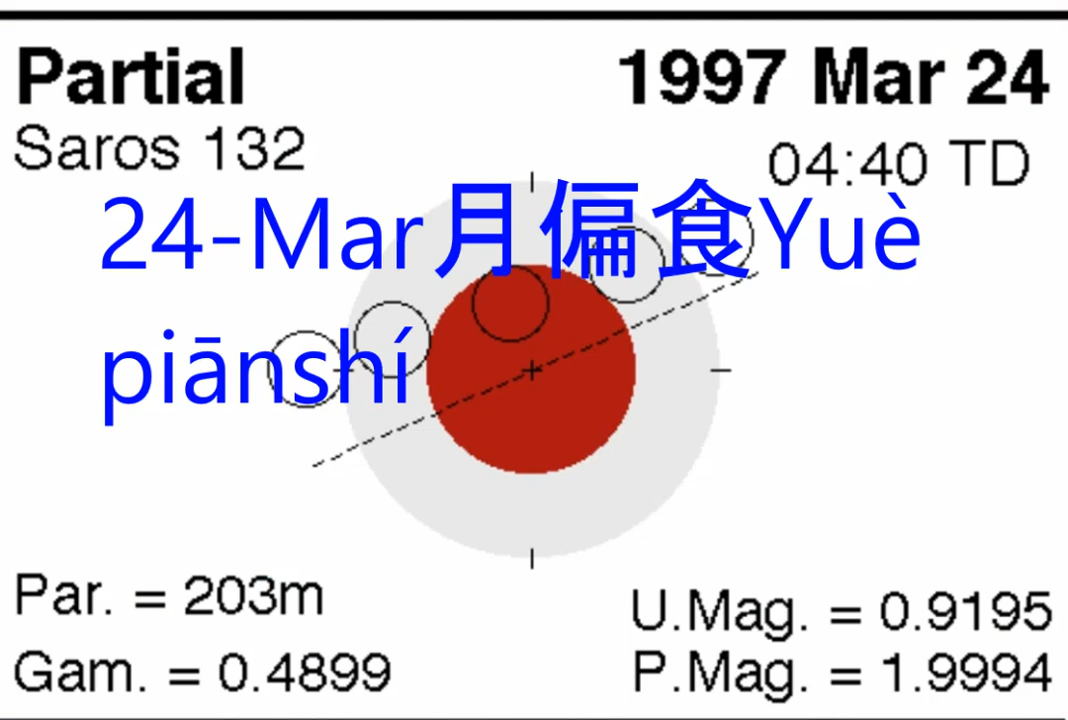 Partial
1997 Mar 24
Saros 132
04:40 TD
24-Mar月偏食Yuè
piānshí
Par. = 203m
U.Mag. = 0.9195
Gam. = 0.4899
P.Mag. = 1.9994